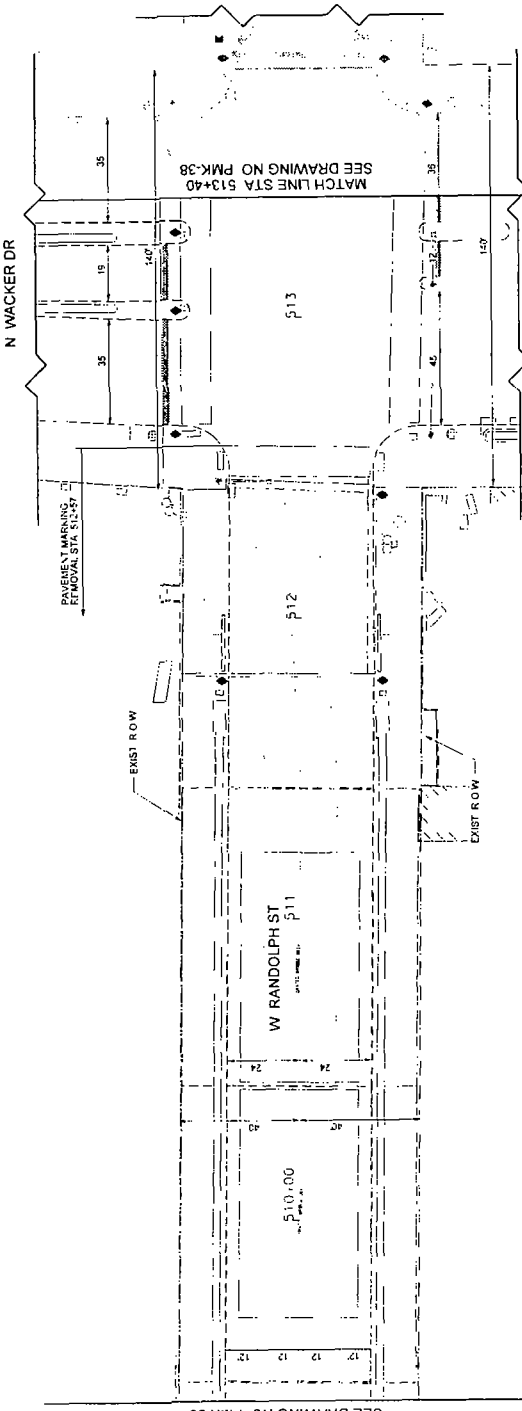 N WACKER DR
35
19
35
140'
MATCH LINE STA 513+40
SEE DRAWING NO PMK-38
36
12
45
140'
PAVEMENT MARKING
REMOVAL STA 512+57
513
512
EXIST ROW
EXIST ROW
W RANDOLPH ST
511
24
24
40'
40'
510+00
12'
12
12
12'